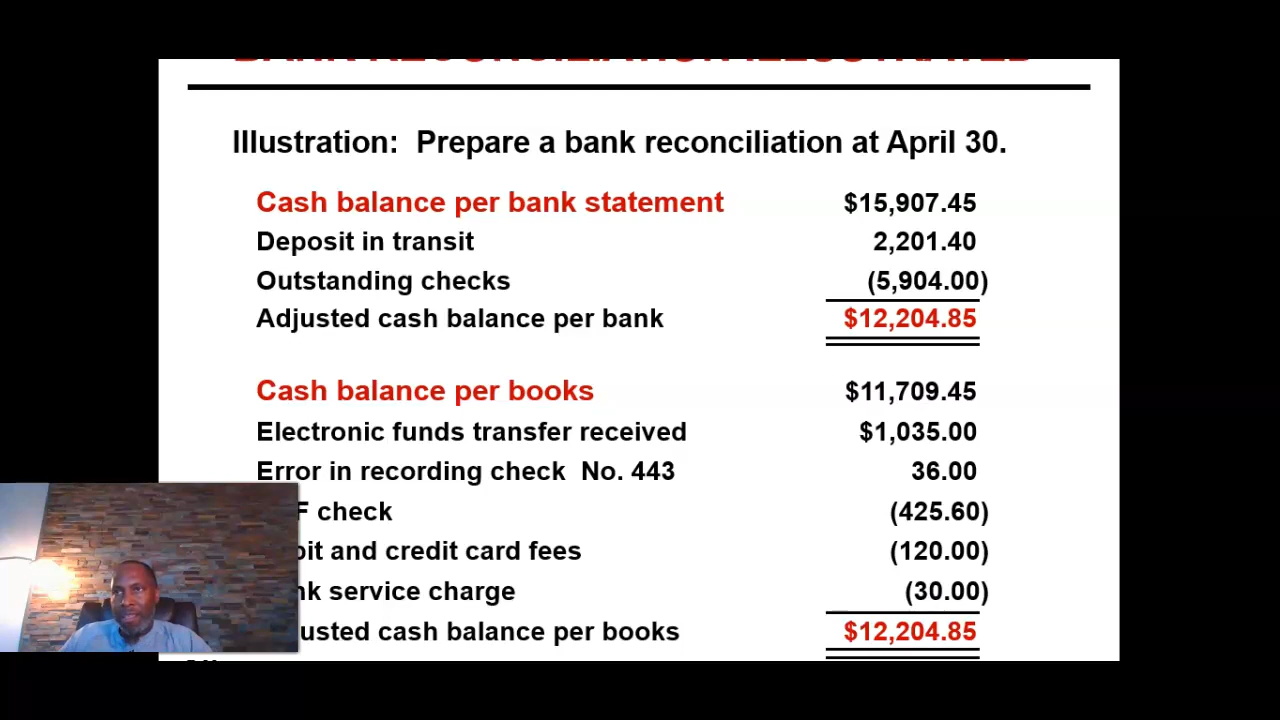 BANK RECONCILIATION ILLUSTRATED
Illustration: Prepare a bank reconciliation at April 30.
Cash balance per bank statement $15,907.45
Deposit in transit 2,201.40
Outstanding checks (5,904.00)
Adjusted cash balance per bank $12,204.85
Cash balance per books $11,709.45
Electronic funds transfer received $1,035.00
Error in recording check No. 443 36.00
F check (425.60)
bit and credit card fees (120.00)
nk service charge (30.00)
usted cash balance per books $12,204.85